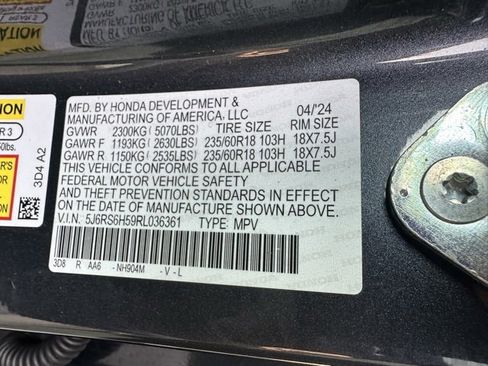 MFD. BY HONDA DEVELOPMENT &
MANUFACTURING OF AMERICA, LLC 04/'24
GVWR 2300KG( 5070LBS) TIRE SIZE RIM SIZE
GAWR F 1193KG( 2630LBS) 235/60R18 103H 18X7.5J
GAWR R 1150KG( 2535LBS) 235/60R18 103H 18X7.5J
THIS VEHICLE CONFORMS TO ALL APPLICABLE
FEDERAL MOTOR VEHICLE SAFETY
AND THEFT PREVENTION STANDARDS IN EFFECT
ON THE DATE OF MANUFACTURE SHOWN ABOVE.
V.I.N. 5J6RS6H59RL036361 TYPE: MPV
3D8 R AA6 -NH904M -V-L
3D4 A2